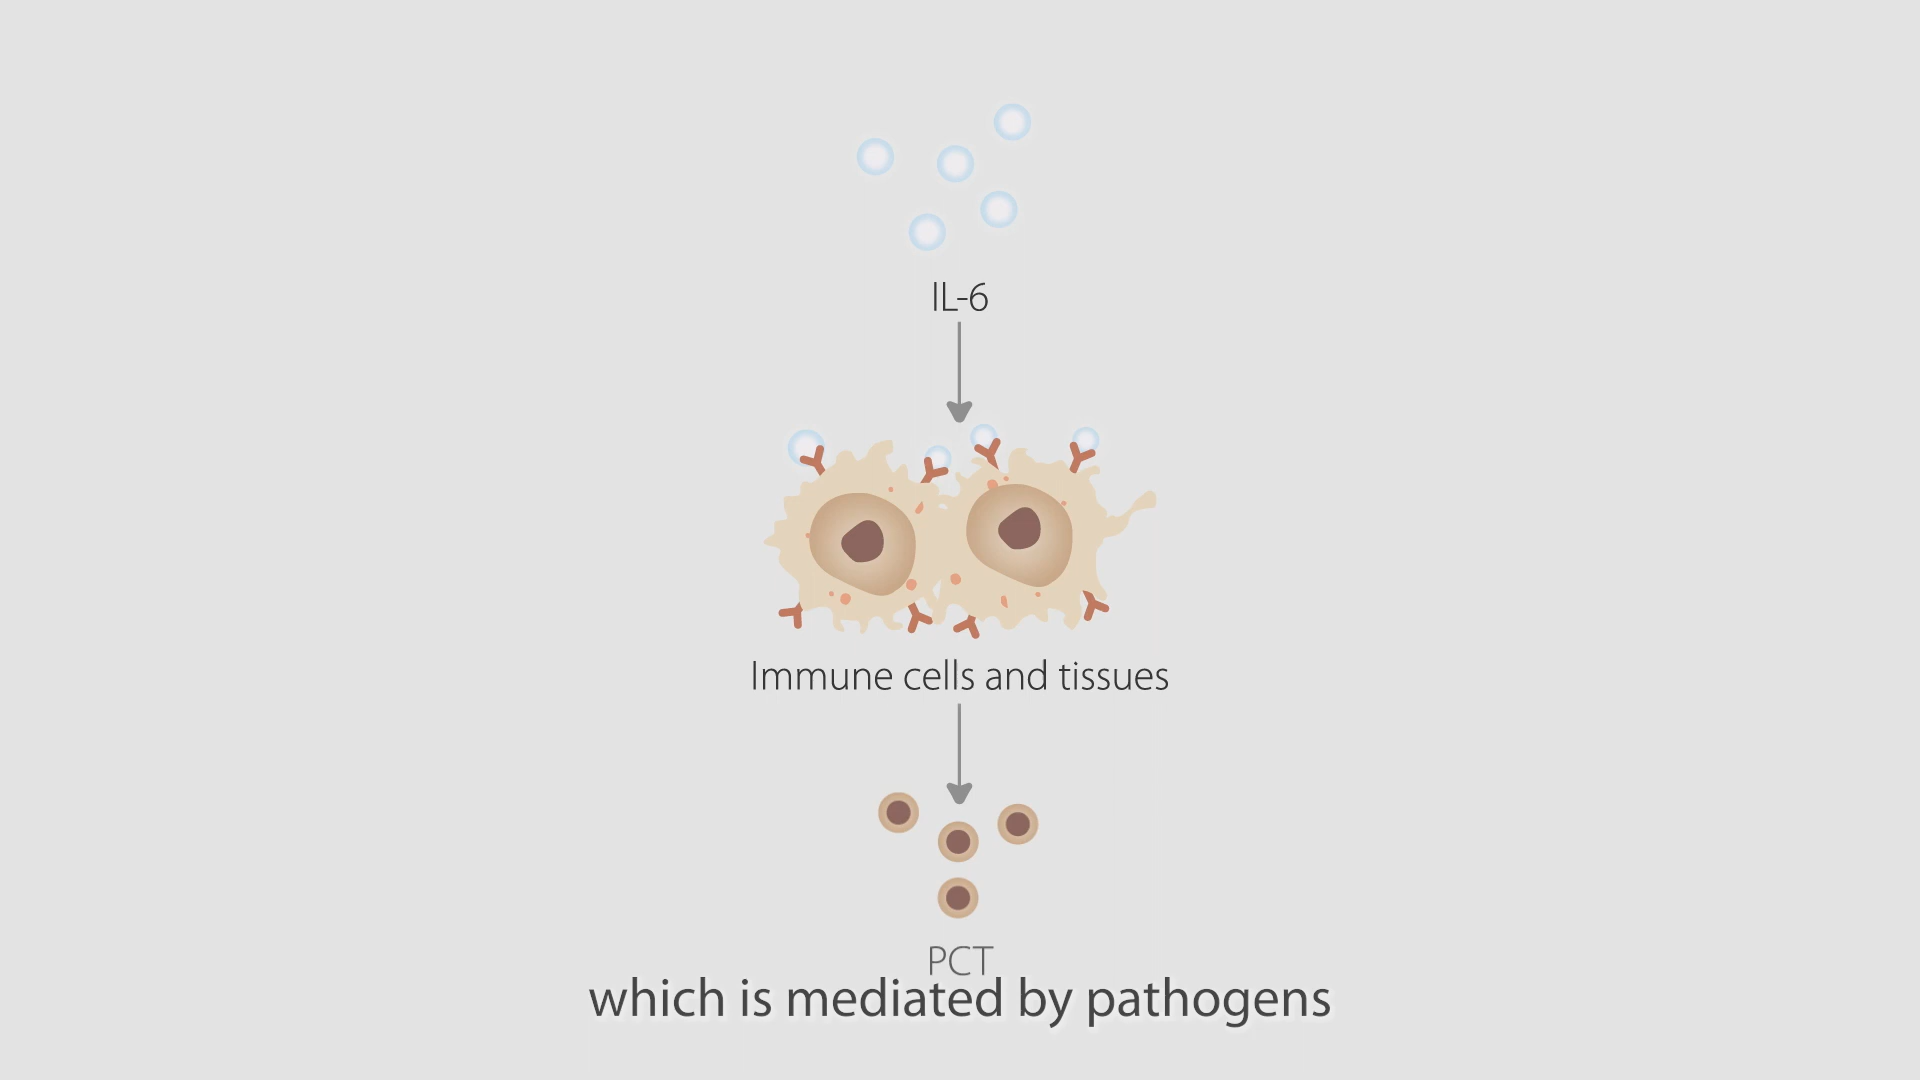 IL-6
Immune cells and tissues
PCT
which is mediated by pathogens